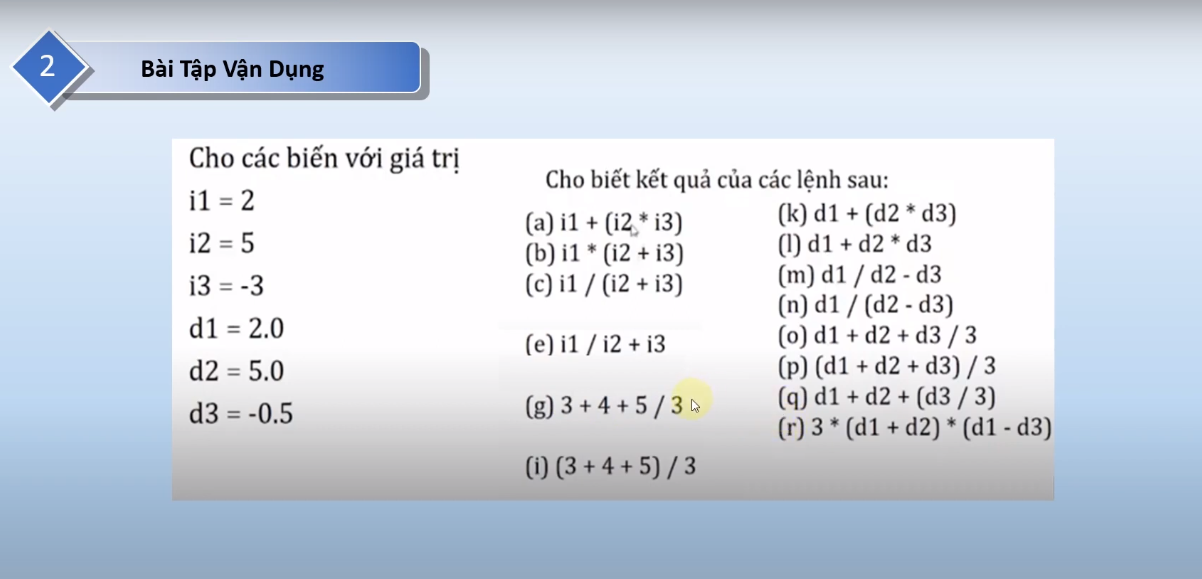 2
Bài Tập Vận Dụng
Cho các biến với giá trị
i1 = 2
i2 = 5
i3 = -3
d1 = 2.0
d2 = 5.0
d3 = -0.5
Cho biết kết quả của các lệnh sau:
(a) i1 + (i2 * i3)
(b) i1 * (i2 + i3)
(c) i1 / (i2 + i3)
(e) i1 / i2 + i3
(g) 3 + 4 + 5 / 3
(i) (3 + 4 + 5) / 3
(k) d1 + (d2 * d3)
(l) d1 + d2 * d3
(m) d1 / d2 - d3
(n) d1 / (d2 - d3)
(o) d1 + d2 + d3 / 3
(p) (d1 + d2 + d3) / 3
(q) d1 + d2 + (d3 / 3)
(r) 3 * (d1 + d2) * (d1 - d3)